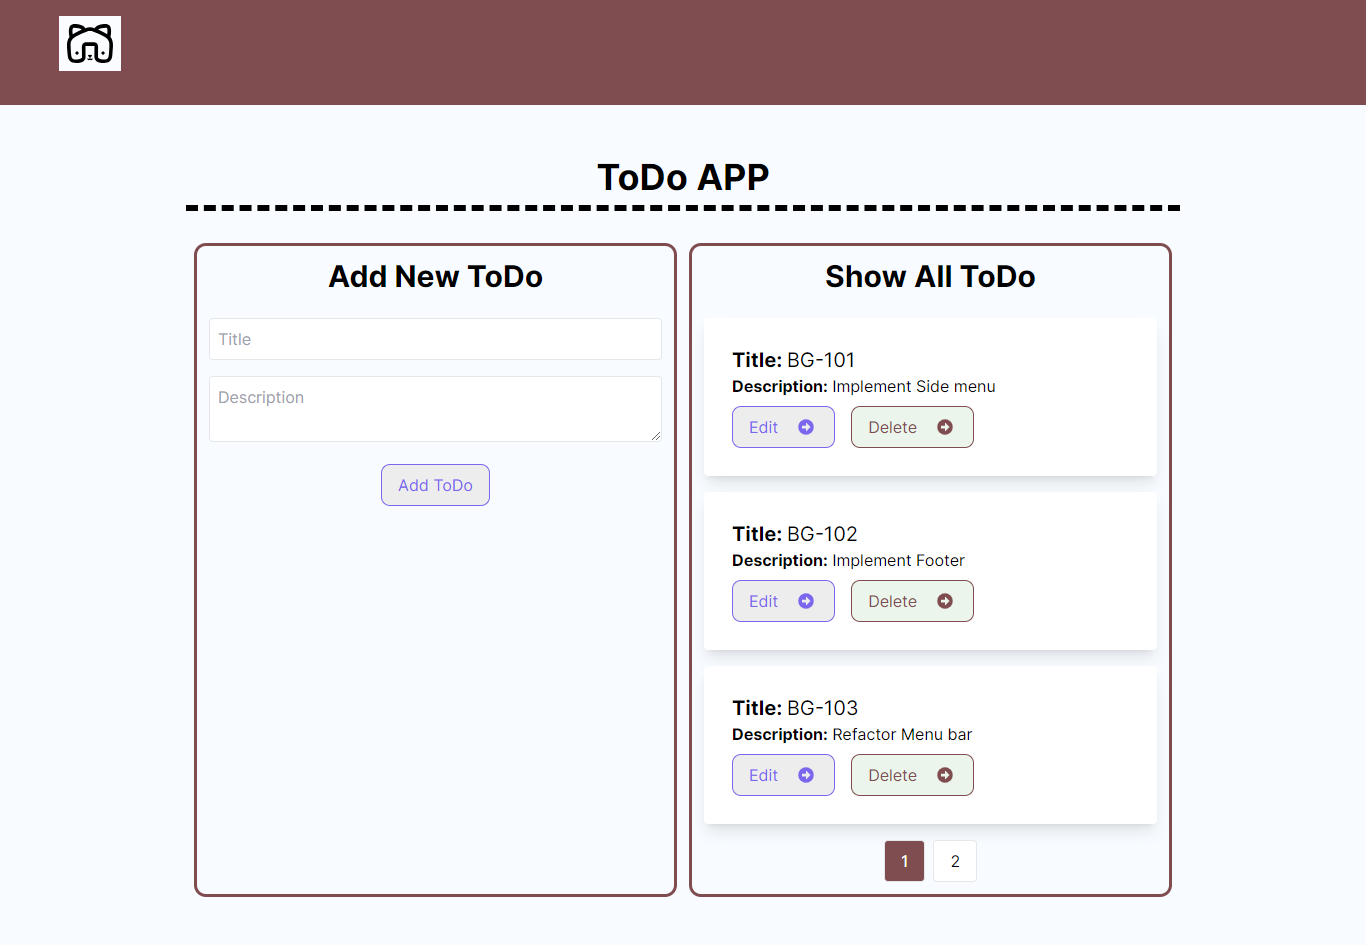 ToDo APP
Add New ToDo
Title
Description
Add ToDo
Show All ToDo
Title: BG-101
Description: Implement Side menu
Edit Delete
Title: BG-102
Description: Implement Footer
Edit Delete
Title: BG-103
Description: Refactor Menu bar
Edit Delete
1 2